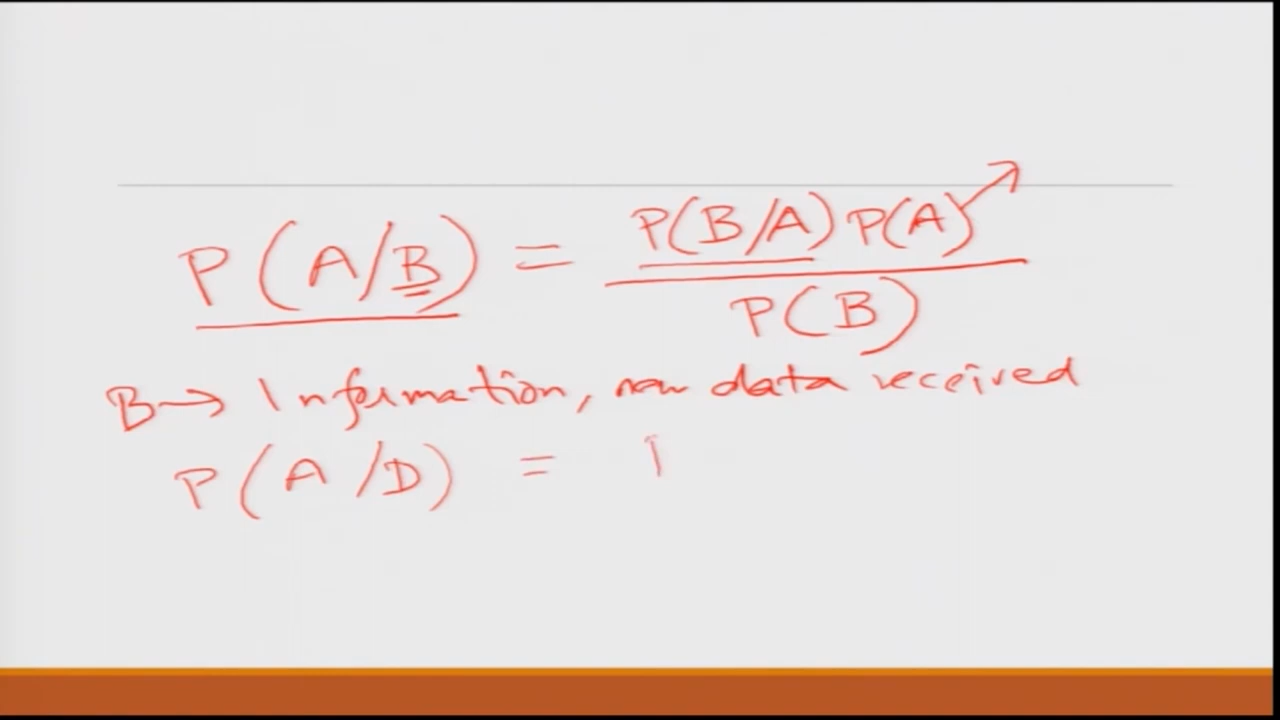 P(A/B) = P(B/A) P(A)
P(B)
B → Information, new data received
P(A/D) =